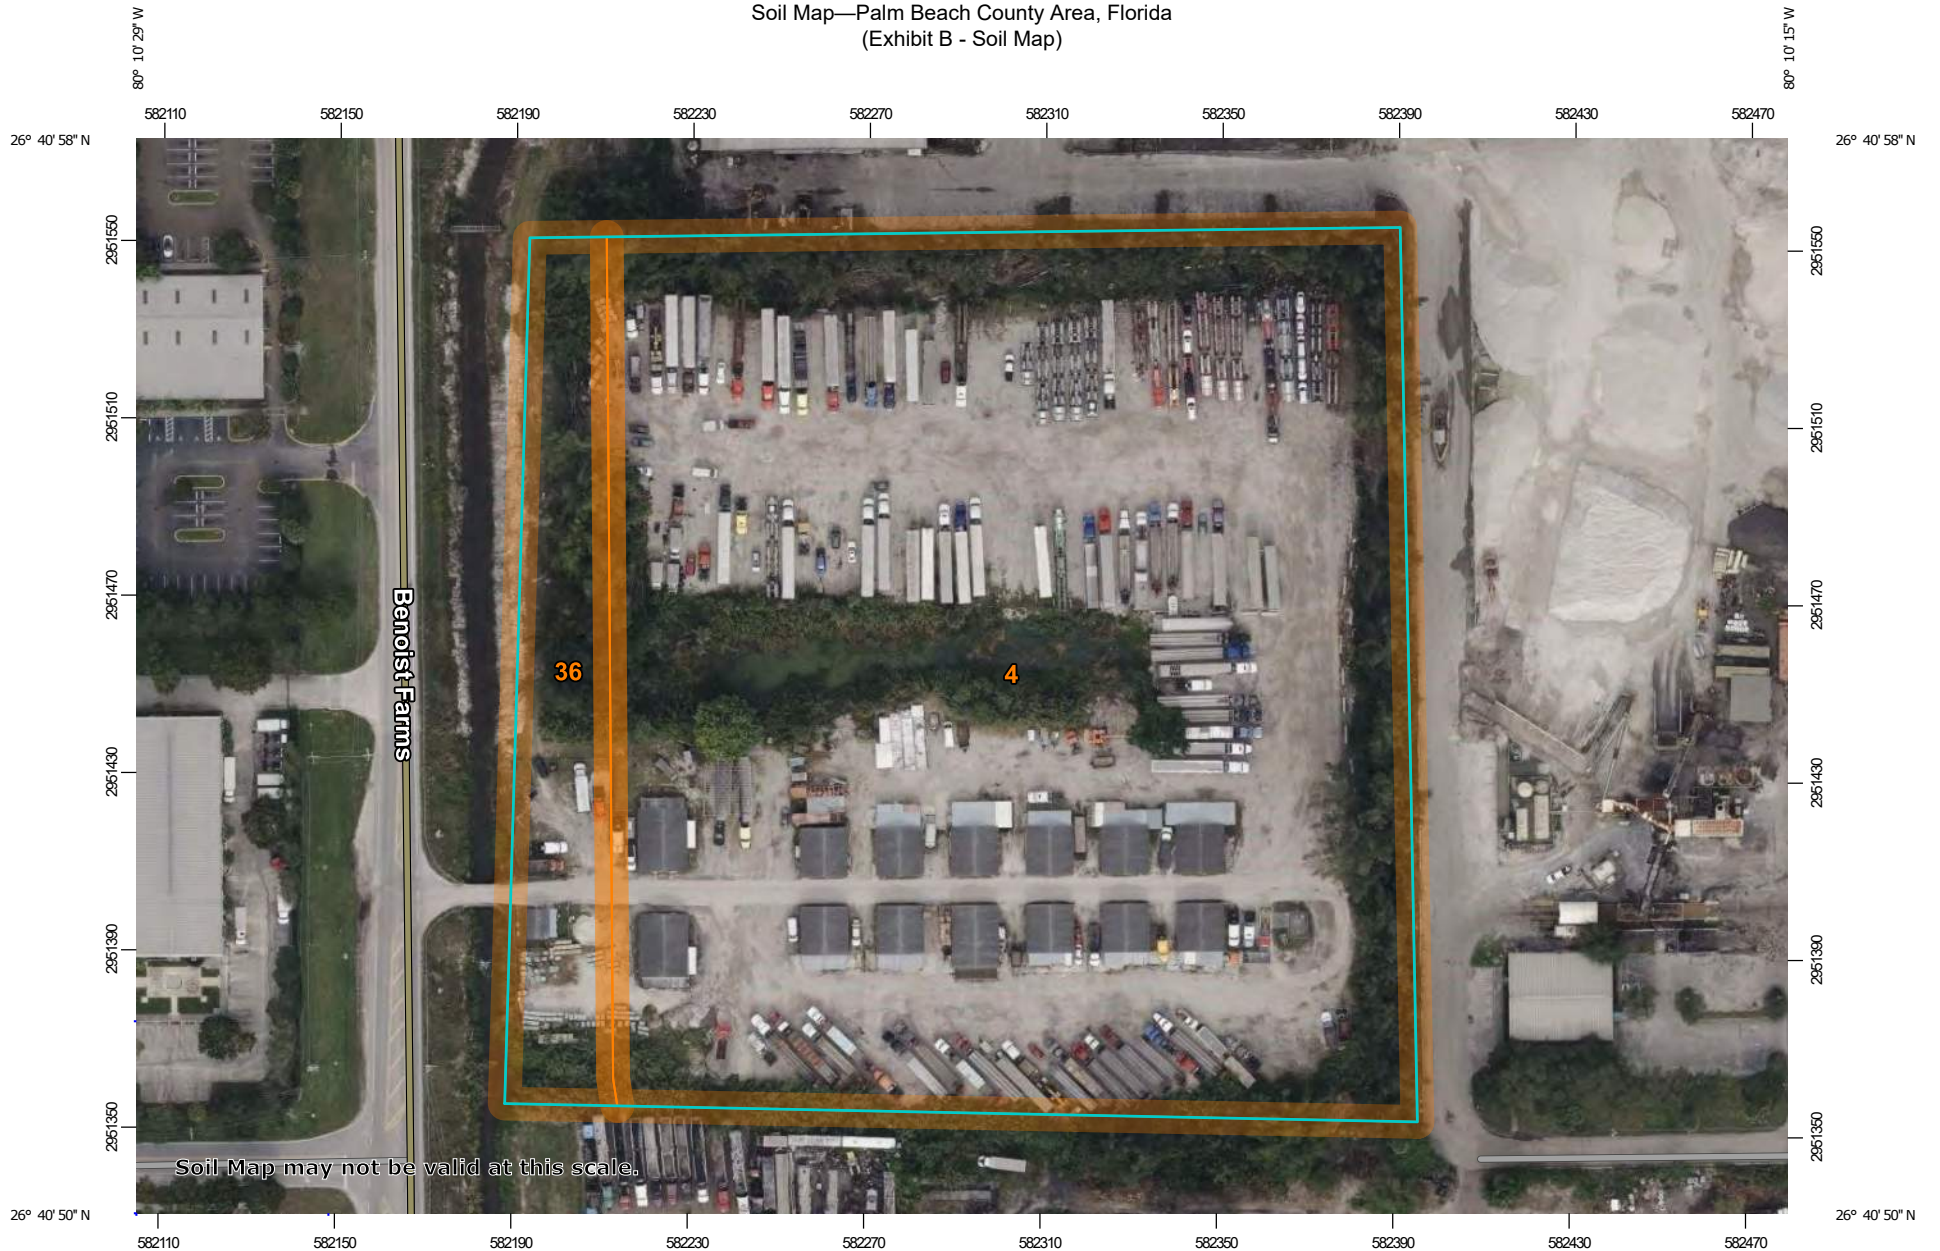 Soil Map—Palm Beach County Area, Florida
(Exhibit B - Soil Map)
80° 10' 29" W
80° 10' 15" W
582110 582150 582190 582230 582270 582310 582350 582390 582430 582470
26° 40' 58" N
26° 40' 58" N
2951550
2951550
2951510
2951510
2951470
2951470
Benoist Farms
36
4
2951430
2951430
2951390
2951390
2951350
2951350
Soil Map may not be valid at this scale.
26° 40' 50" N
26° 40' 50" N
582110 582150 582190 582230 582270 582310 582350 582390 582430 582470